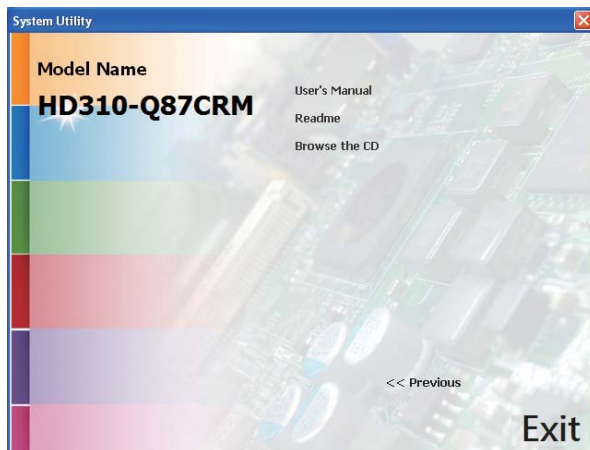 System Utility
Model Name
HD310-Q87CRM
User's Manual
Readme
Browse the CD
<< Previous
Exit